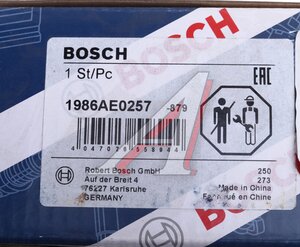 BOSCH
1 St/Pc
1986AE0257 -879
EAC
BOSCH
Robert Bosch GmbH
Auf der Breit 4
76227 Karlsruhe
GERMANY
250
273
Made in China
Fabriqué en Chine